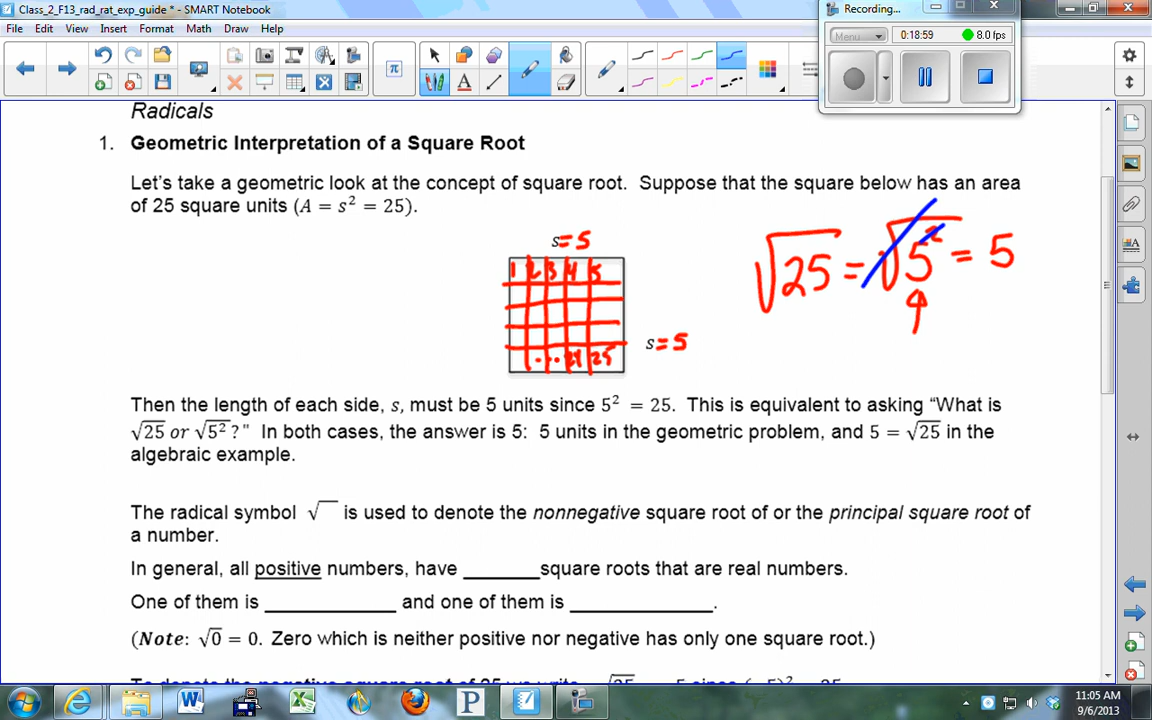 Class_2_F13_rad_rat_exp_guide * - SMART Notebook
Recording...
File Edit View Insert Format Math Draw Help
Menu
0:18:59
8.0 fps
π
A
Radicals
1. Geometric Interpretation of a Square Root
Let's take a geometric look at the concept of square root. Suppose that the square below has an area
of 25 square units (A = s² = 25).
s = 5
√25 = √5² = 5
1 2 3 4 5
s = 5
... 24 25
Then the length of each side, s, must be 5 units since 5² = 25. This is equivalent to asking “What is
√25 or √5²?" In both cases, the answer is 5: 5 units in the geometric problem, and 5 = √25 in the
algebraic example.
The radical symbol √ is used to denote the nonnegative square root of or the principal square root of
a number.
In general, all positive numbers, have _______square roots that are real numbers.
One of them is ____________ and one of them is _____________.
(Note: √0 = 0. Zero which is neither positive nor negative has only one square root.)
11:05 AM
9/6/2013